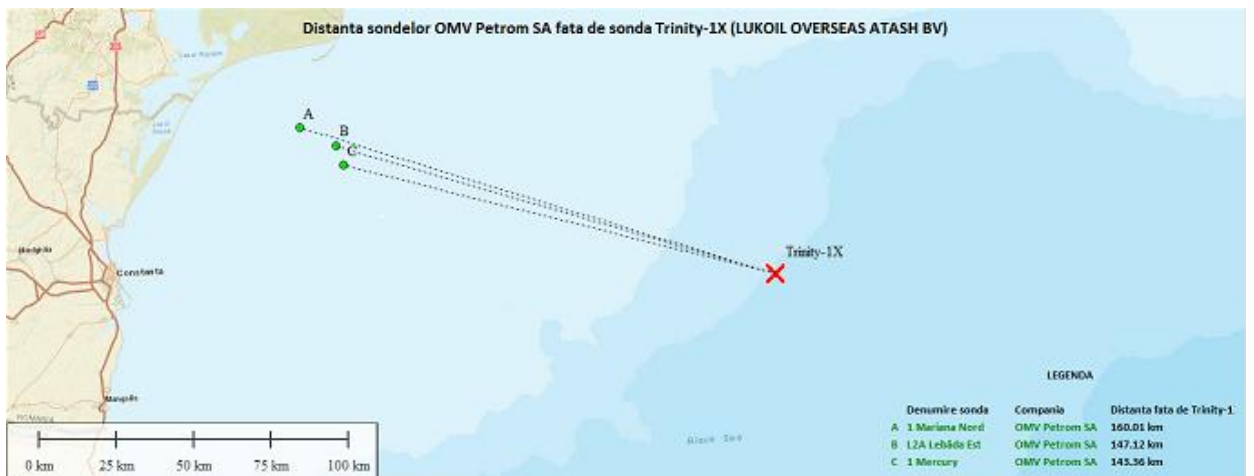 Distanta sondelor OMV Petrom SA fata de sonda Trinity-1X (LUKOIL OVERSEAS ATASH BV)
A
B
C
Trinity-1X
Constanta
Mangalia
ROMANIA
Black Sea
0 km 25 km 50 km 75 km 100 km
LEGENDA
Denumire sonda Compania Distanta fata de Trinity-1
A 1 Mariana Nord OMV Petrom SA 160.01 km
B L2A Lebăda Est OMV Petrom SA 147.12 km
C 1 Mercury OMV Petrom SA 143.36 km